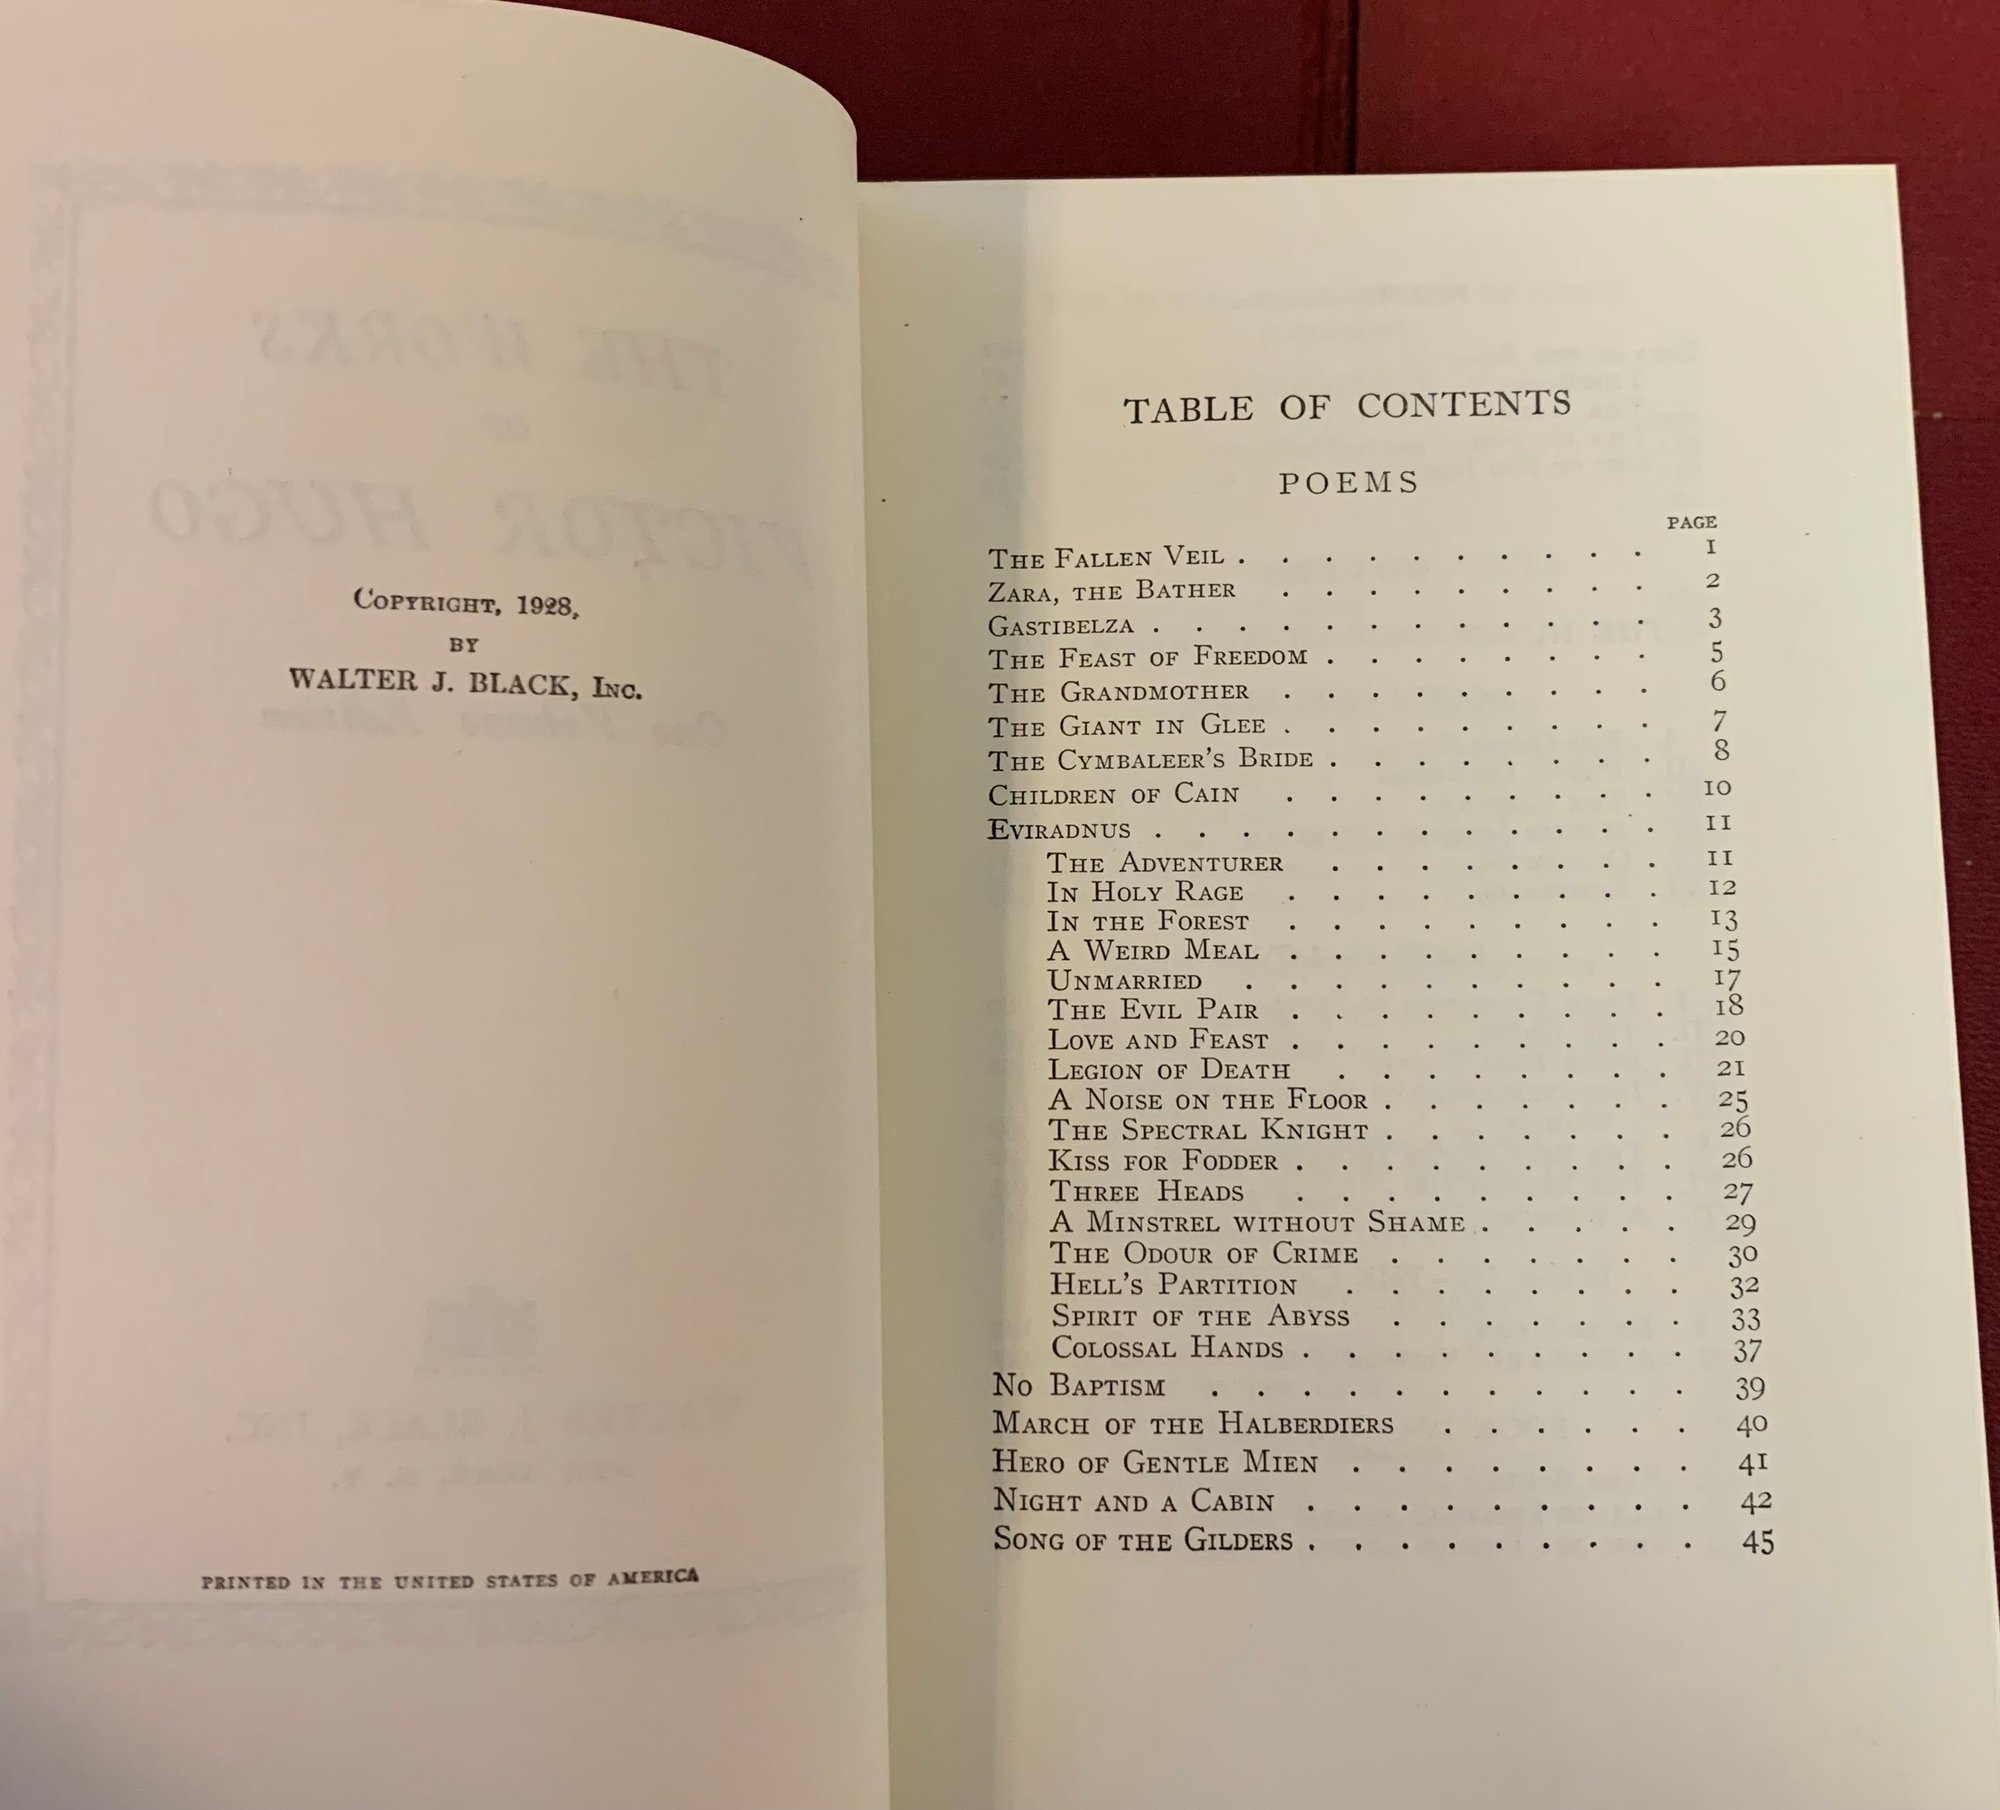 COPYRIGHT, 1928,
BY
WALTER J. BLACK, INC.
PRINTED IN THE UNITED STATES OF AMERICA
TABLE OF CONTENTS
POEMS
PAGE
THE FALLEN VEIL . . . . . . . . . . 1
ZARA, THE BATHER . . . . . . . . . 2
GASTIBELZA . . . . . . . . . . . . 3
THE FEAST OF FREEDOM . . . . . . . . 5
THE GRANDMOTHER . . . . . . . . . 6
THE GIANT IN GLEE . . . . . . . . . 7
THE CYMBALEER'S BRIDE . . . . . . . . 8
CHILDREN OF CAIN . . . . . . . . . 10
EVIRADNUS . . . . . . . . . . . . 11
THE ADVENTURER . . . . . . . . 11
IN HOLY RAGE . . . . . . . . . 12
IN THE FOREST . . . . . . . . . 13
A WEIRD MEAL . . . . . . . . . 15
UNMARRIED . . . . . . . . . . 17
THE EVIL PAIR . . . . . . . . . 18
LOVE AND FEAST . . . . . . . . . 20
LEGION OF DEATH . . . . . . . . 21
A NOISE ON THE FLOOR . . . . . . . 25
THE SPECTRAL KNIGHT . . . . . . . 26
KISS FOR FODDER . . . . . . . . . 26
THREE HEADS . . . . . . . . . 27
A MINSTREL WITHOUT SHAME . . . . . 29
THE ODOUR OF CRIME . . . . . . . 30
HELL'S PARTITION . . . . . . . . 32
SPIRIT OF THE ABYSS . . . . . . . 33
COLOSSAL HANDS . . . . . . . . . 37
NO BAPTISM . . . . . . . . . . . 39
MARCH OF THE HALBERDIERS . . . . . . 40
HERO OF GENTLE MIEN . . . . . . . . 41
NIGHT AND A CABIN . . . . . . . . . 42
SONG OF THE GILDERS . . . . . . . . . 45